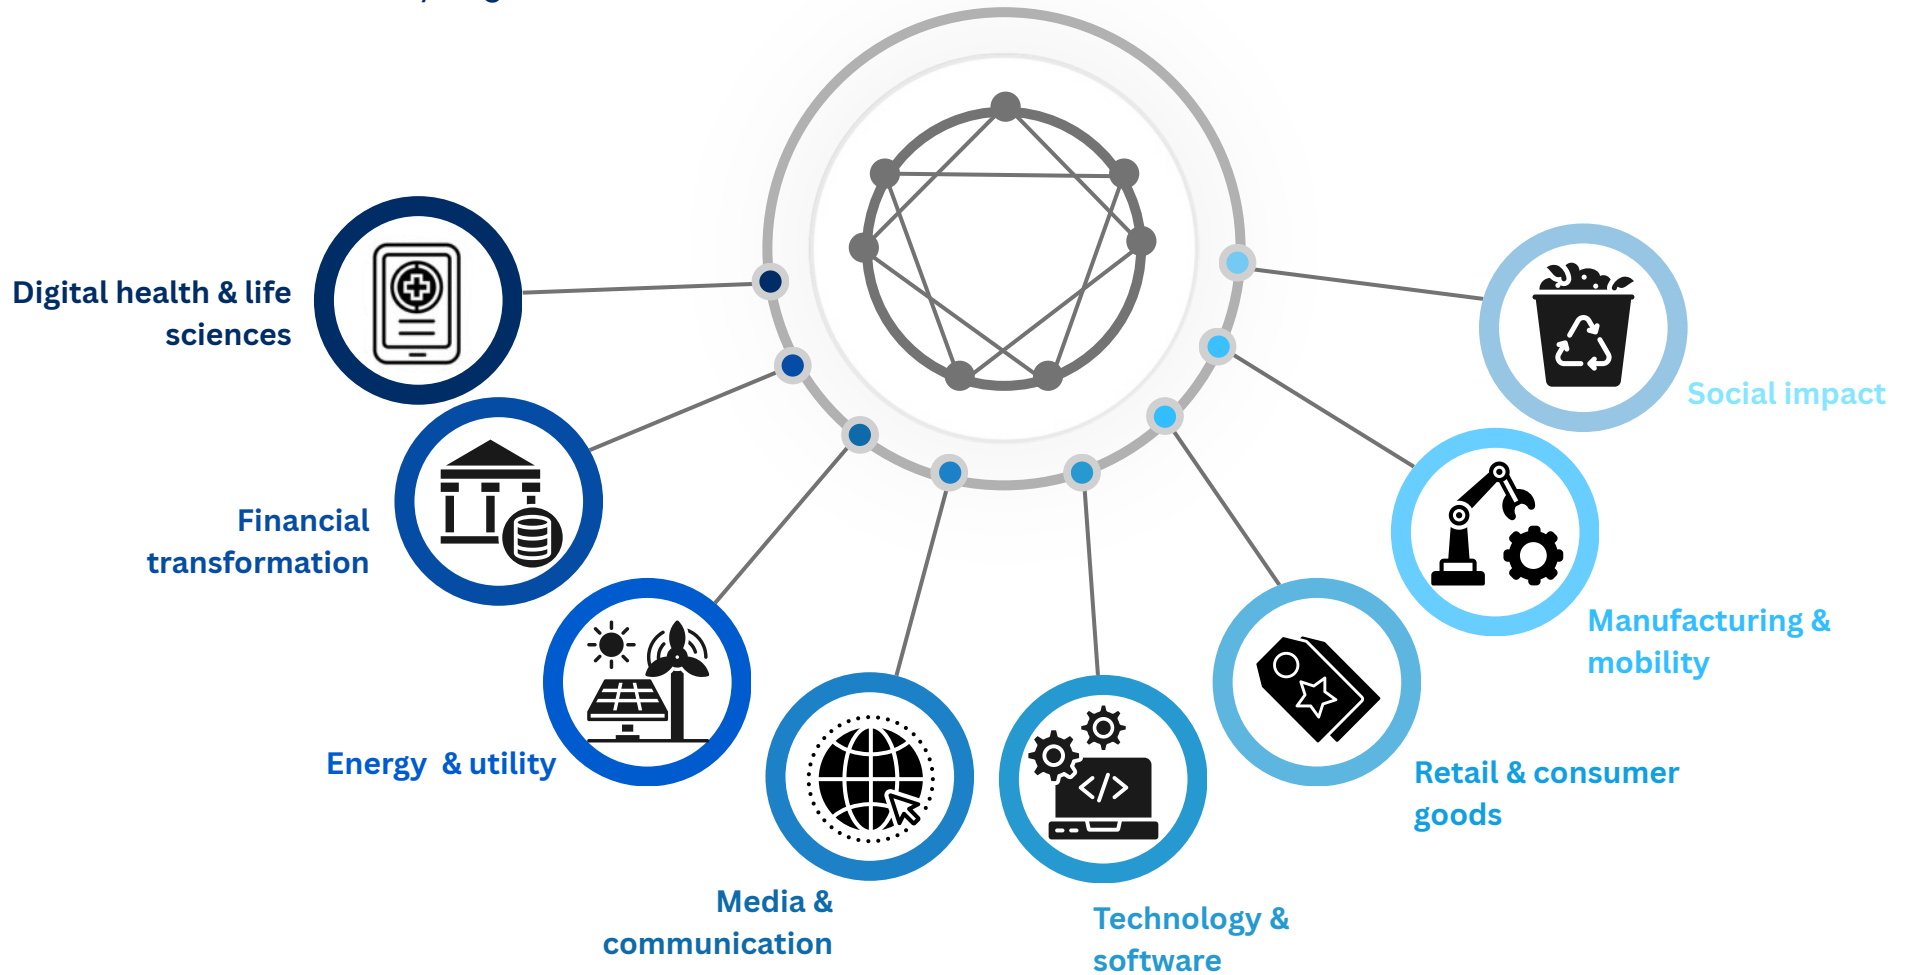 Digital health & life
sciences
Financial
transformation
Energy  & utility
Media &
communication
Technology &
software
Retail & consumer
goods
Manufacturing &
mobility
Social impact